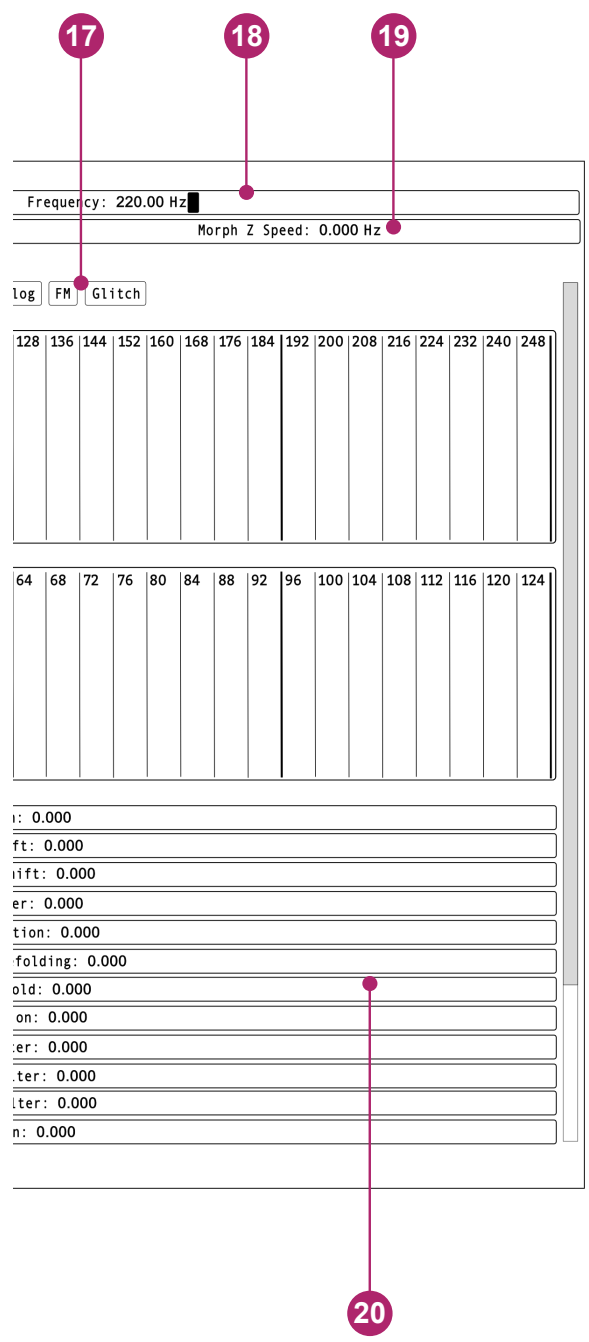 17 18 19
Frequency: 220.00 Hz
Morph Z Speed: 0.000 Hz
log FM Glitch
128 136 144 152 160 168 176 184 192 200 208 216 224 232 240 248
64 68 72 76 80 84 88 92 96 100 104 108 112 116 120 124
: 0.000
ft: 0.000
ift: 0.000
er: 0.000
tion: 0.000
folding: 0.000
old: 0.000
on: 0.000
er: 0.000
ter: 0.000
lter: 0.000
n: 0.000
20